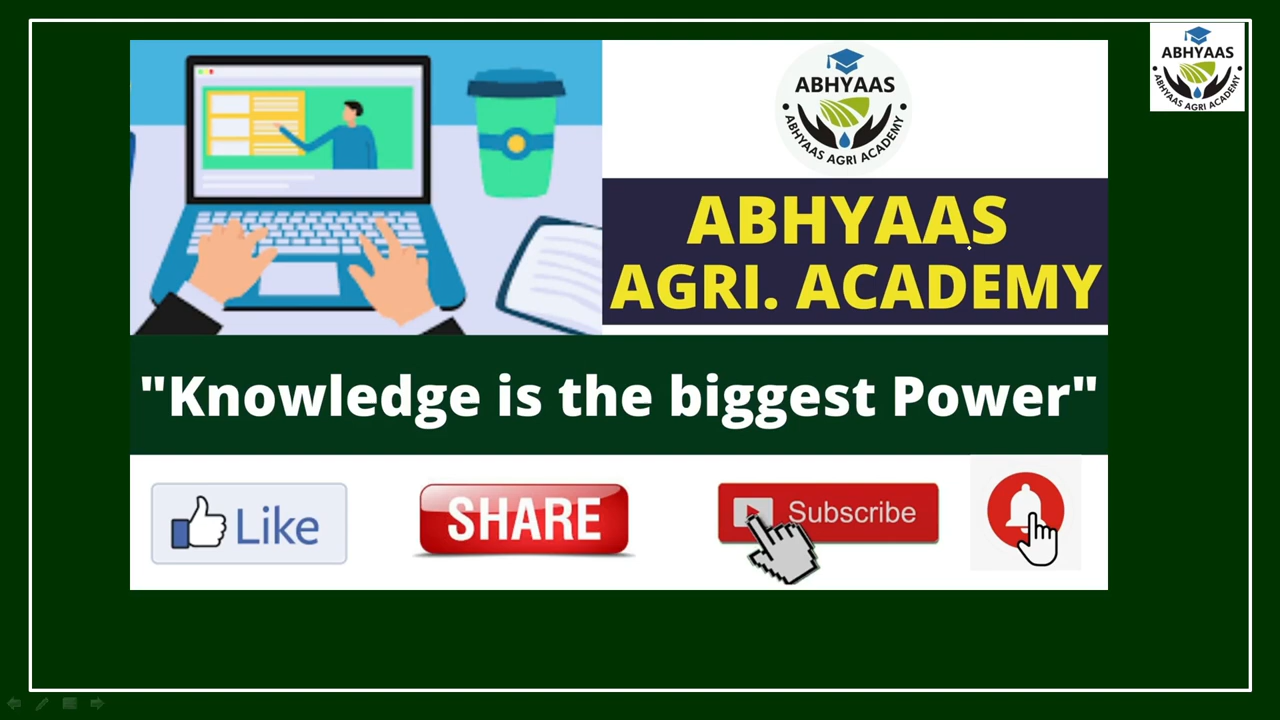 ABHYAAS
ABHYAAS AGRI ACADEMY
ABHYAAS
ABHYAAS AGRI ACADEMY
ABHYAAS
AGRI. ACADEMY
"Knowledge is the biggest Power"
Like
SHARE
Subscribe